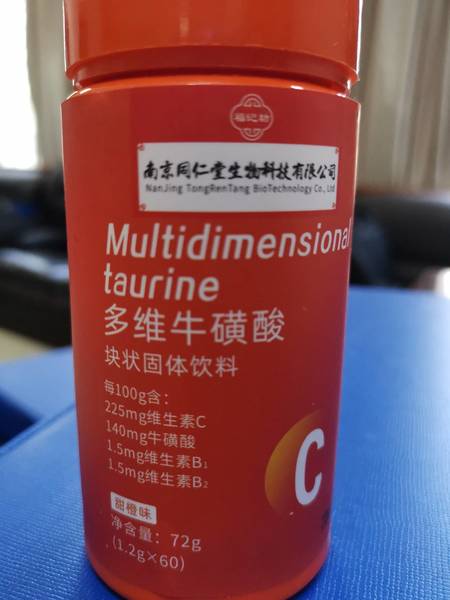 福记坊
南京同仁堂生物科技有限公司
NanJing TongRenTang BioTechnology Co., Ltd
Multidimensional
taurine
多维牛磺酸
块状固体饮料
每100g含：
225mg维生素C
140mg牛磺酸
1.5mg维生素B₁
1.5mg维生素B₂
C
甜橙味
净含量：72g
(1.2g×60)